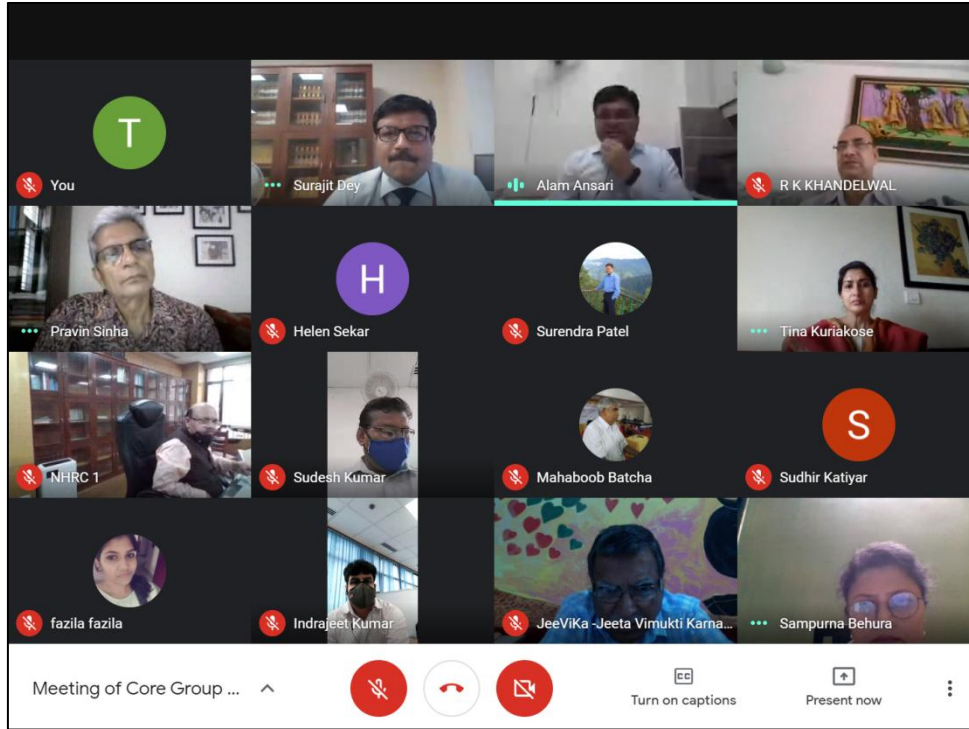 T
You
Surajit Dey
Alam Ansari
R K KHANDELWAL
Pravin Sinha
H
Helen Sekar
Surendra Patel
Tina Kuriakose
NHRC 1
Sudesh Kumar
Mahaboob Batcha
S
Sudhir Katiyar
fazila fazila
Indrajeet Kumar
JeeViKa -Jeeta Vimukti Karna...
Sampurna Behura
Meeting of Core Group ...
CC
Turn on captions
Present now